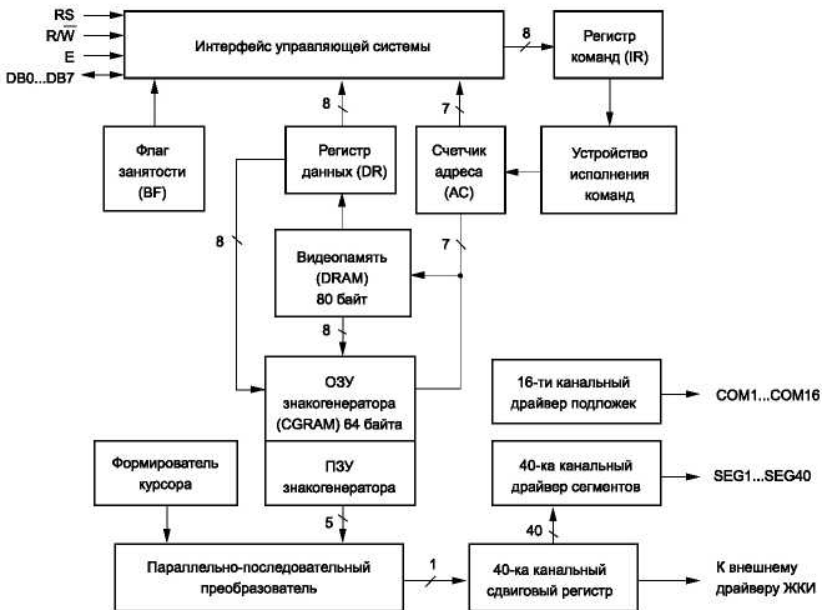 RS
R/W
E
DB0...DB7
Интерфейс управляющей системы
8
Регистр
команд (IR)
8
7
Флаг
занятости
(BF)
Регистр
данных (DR)
Счетчик
адреса
(AC)
Устройство
исполнения
команд
8
7
Видеопамять
(DRAM)
80 байт
8
ОЗУ
знакогенератора
(CGRAM) 64 байта
16-ти канальный
драйвер подложек
COM1...COM16
Формирователь
курсора
ПЗУ
знакогенератора
40-ка канальный
драйвер сегментов
SEG1...SEG40
5
40
Параллельно-последовательный
преобразователь
1
40-ка канальный
сдвиговый регистр
К внешнему
драйверу ЖКИ